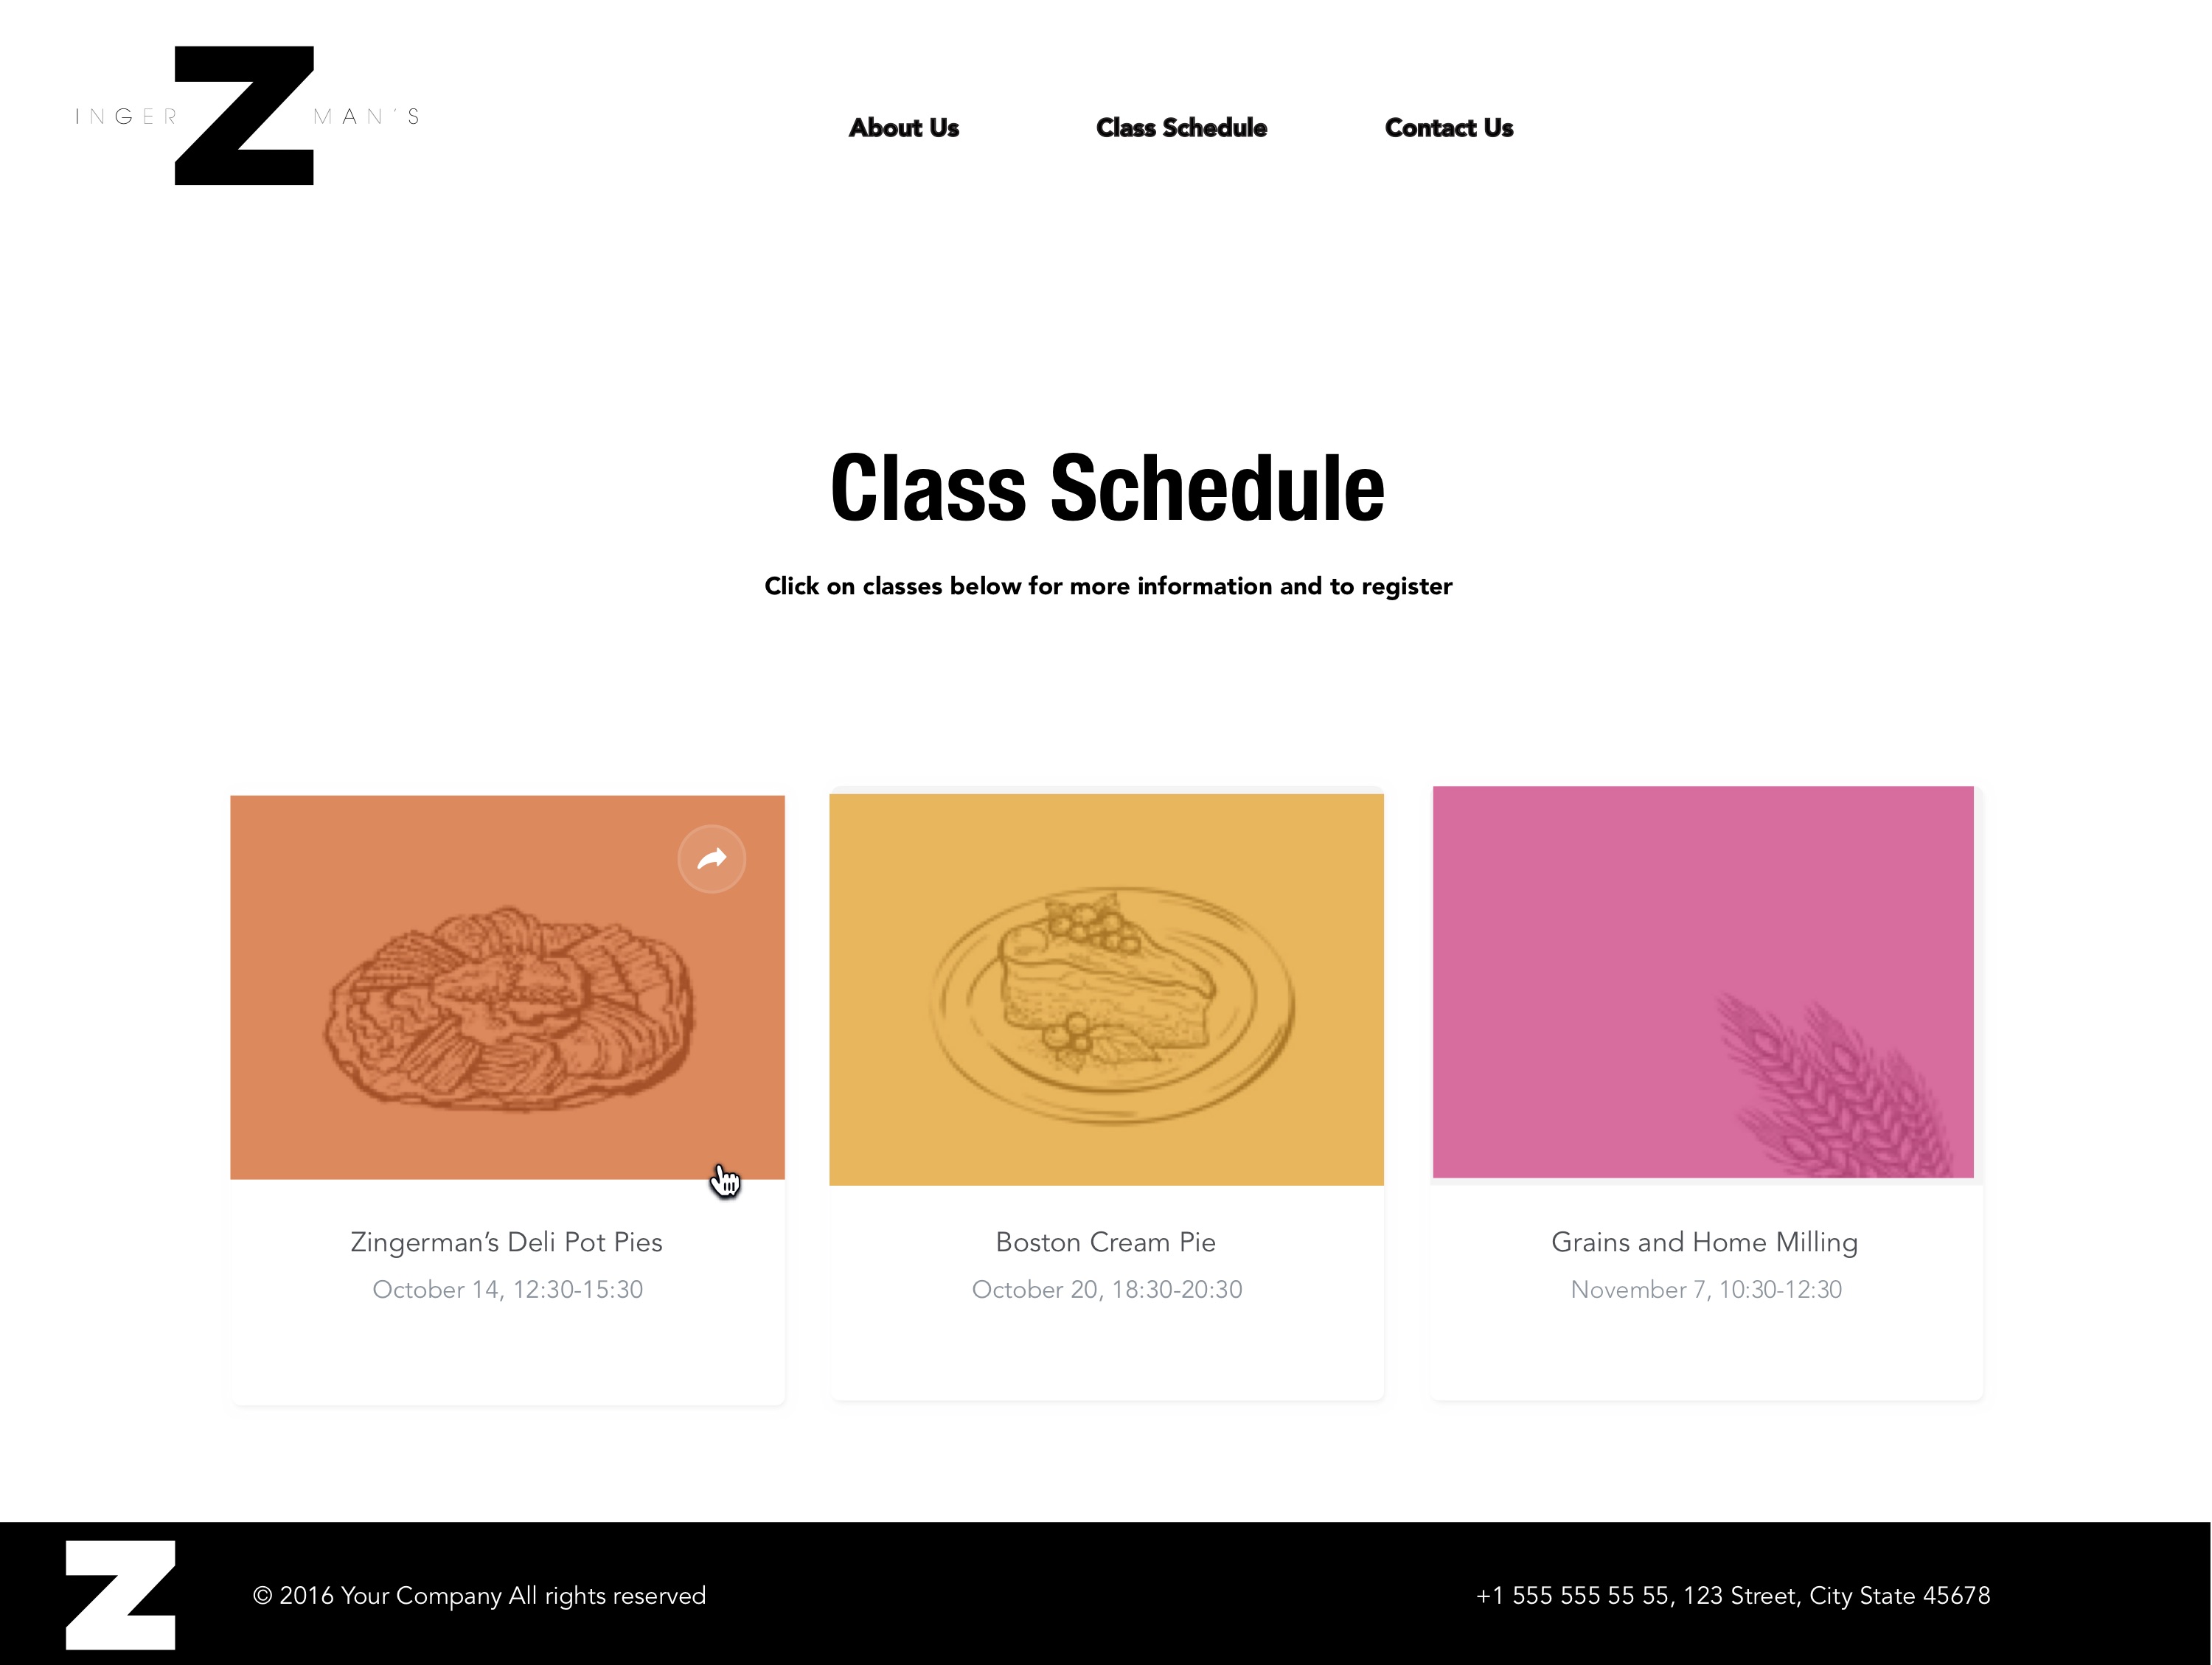 INGER Z MAN'S
About Us Class Schedule Contact Us
Class Schedule
Click on classes below for more information and to register
Zingerman’s Deli Pot Pies
October 14, 12:30-15:30
Boston Cream Pie
October 20, 18:30-20:30
Grains and Home Milling
November 7, 10:30-12:30
Z
© 2016 Your Company All rights reserved
+1 555 555 55 55, 123 Street, City State 45678